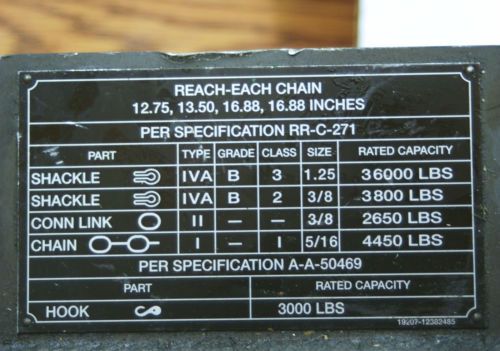 REACH-EACH CHAIN
12.75, 13.50, 16.88, 16.88 INCHES
PER SPECIFICATION RR-C-271
PART TYPE GRADE CLASS SIZE RATED CAPACITY
SHACKLE IVA B 3 1.25 36000 LBS
SHACKLE IVA B 2 3/8 3800 LBS
CONN LINK II – – 3/8 2650 LBS
CHAIN I – I 5/16 4450 LBS
PER SPECIFICATION A-A-50469
PART RATED CAPACITY
HOOK 3000 LBS
19207-12382485